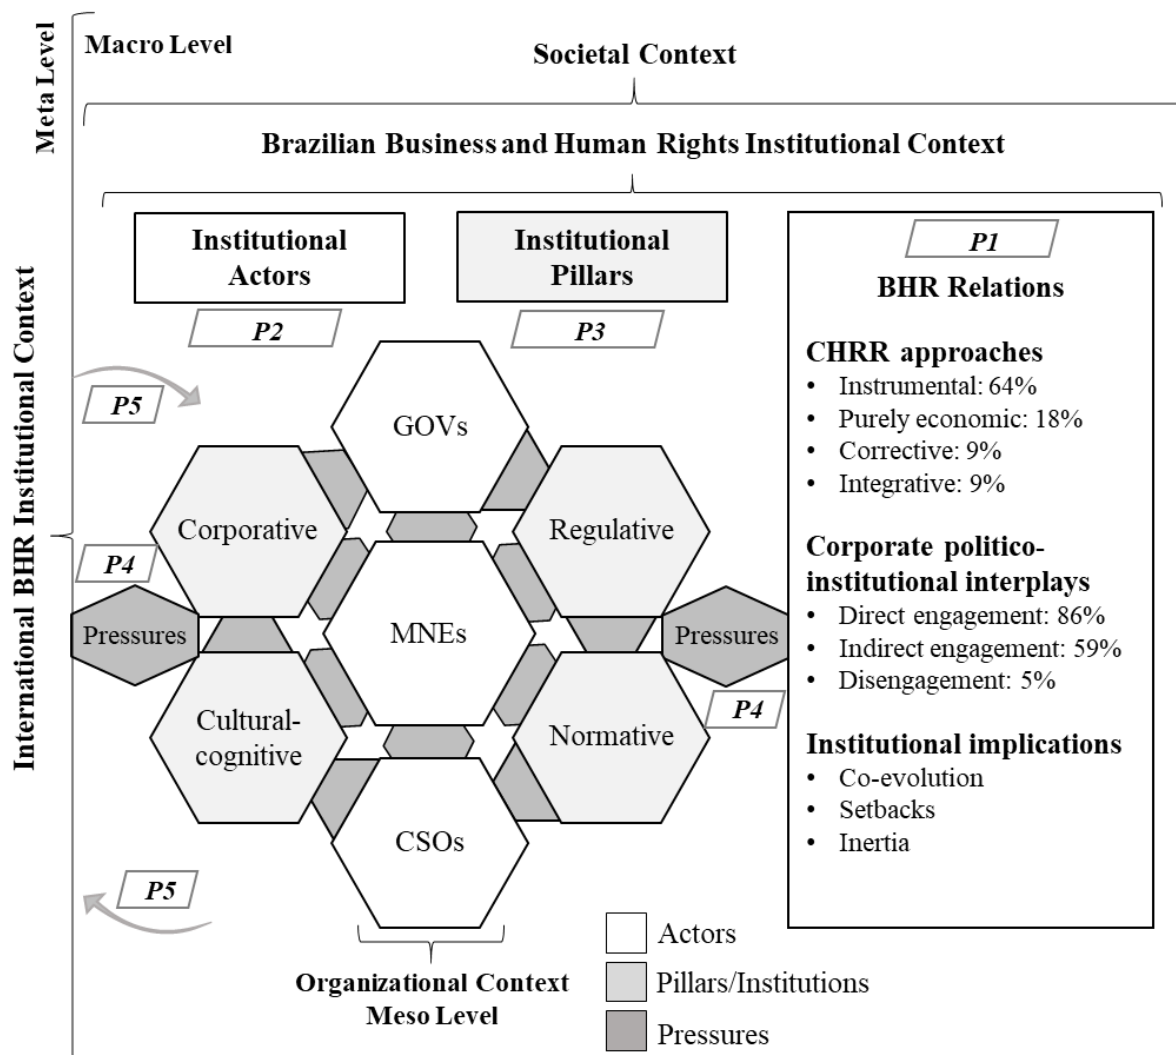 Meta Level
International BHR Institutional Context
Macro Level
Societal Context
Brazilian Business and Human Rights Institutional Context
Institutional
Actors
P2
Institutional
Pillars
P3
P5
GOVs
Corporative
Regulative
P4
Pressures
MNEs
Pressures
P4
Cultural-
cognitive
Normative
CSOs
P5
Organizational Context
Meso Level
Actors
Pillars/Institutions
Pressures
P1
BHR Relations
CHRR approaches
• Instrumental: 64%
• Purely economic: 18%
• Corrective: 9%
• Integrative: 9%
Corporate politico-
institutional interplays
• Direct engagement: 86%
• Indirect engagement: 59%
• Disengagement: 5%
Institutional implications
• Co-evolution
• Setbacks
• Inertia